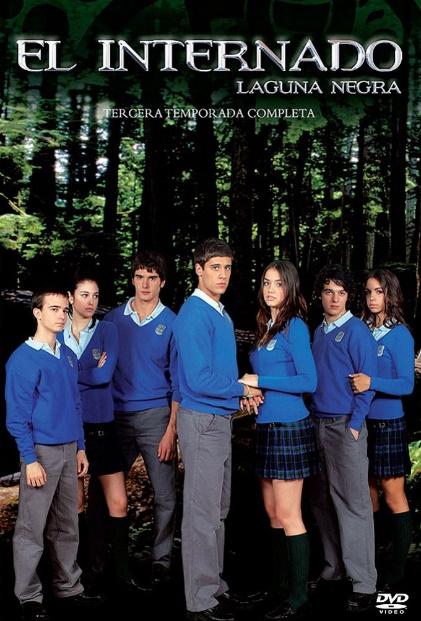 EL INTERNADO
LAGUNA NEGRA
TERCERA TEMPORADA COMPLETA
DVD
VIDEO